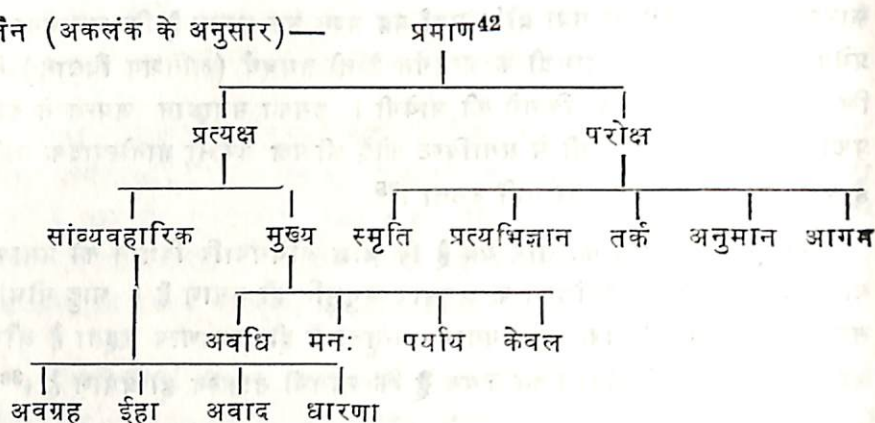 नन (अकलंक के अनुसार)— प्रमाण⁴²
प्रत्यक्ष परोक्ष
सांव्यवहारिक मुख्य स्मृति प्रत्यभिज्ञान तर्क अनुमान आगम
अवधि मनः पर्याय केवल
अवग्रह ईहा अवाद धारणा